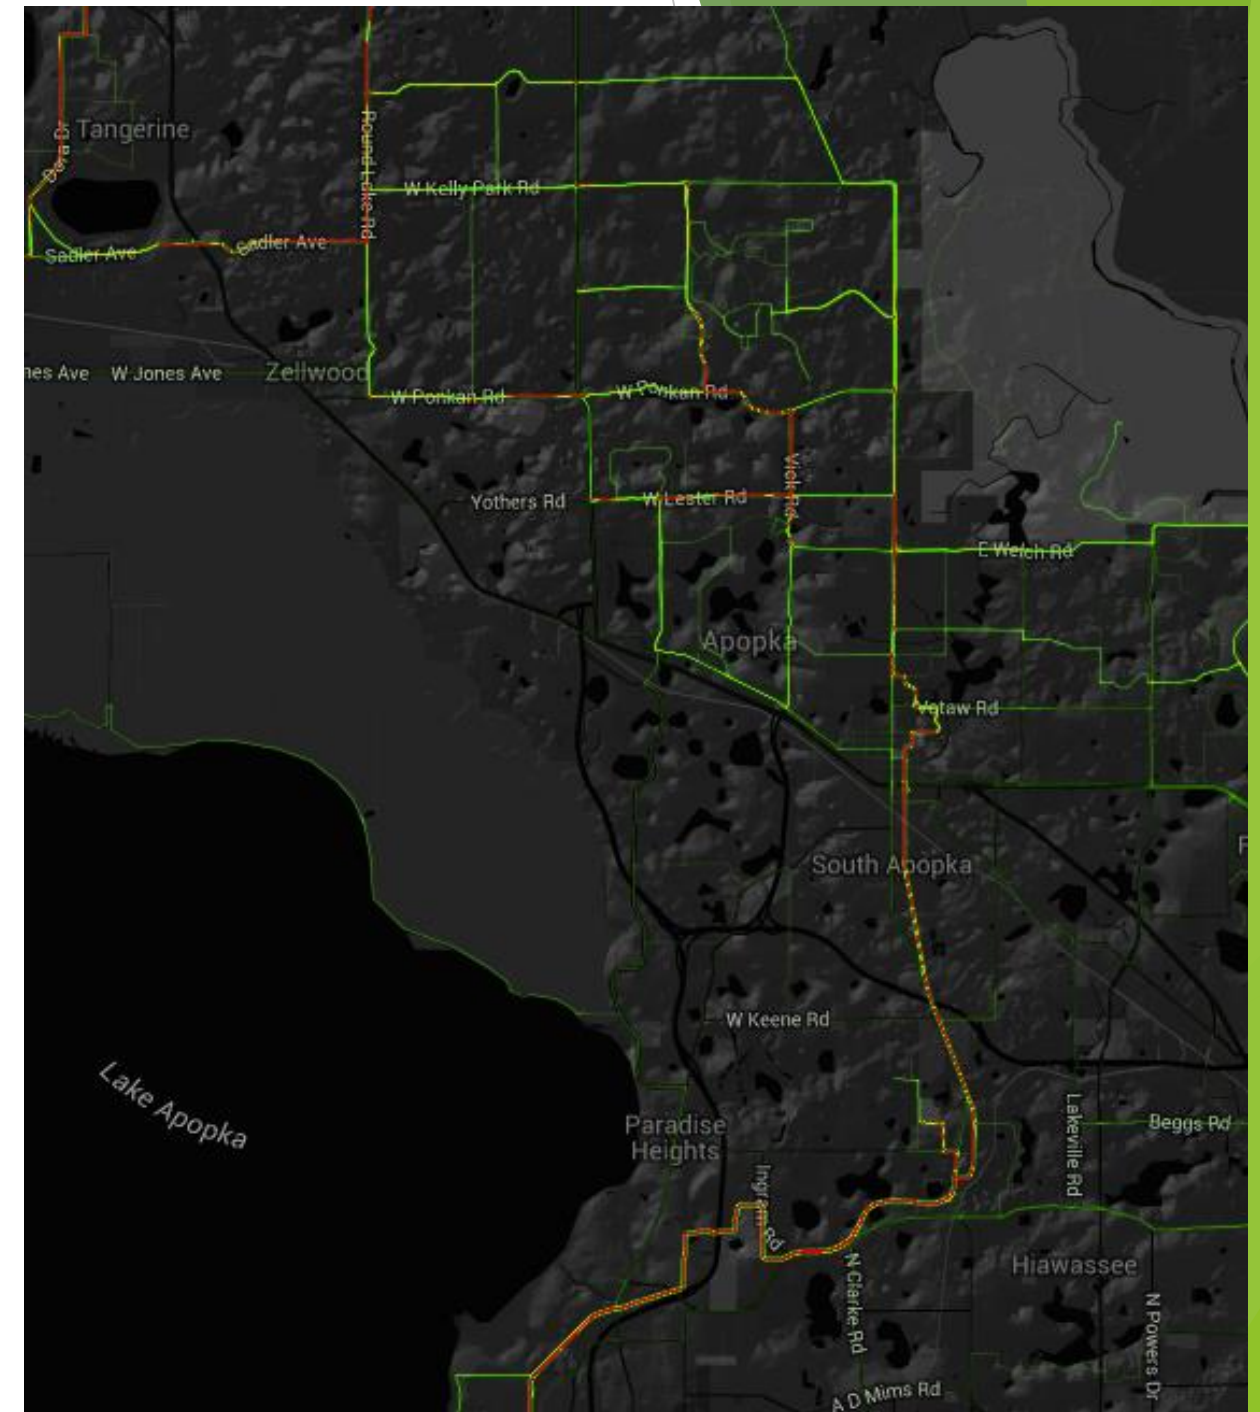 Tangerine
Dora Dr
Round Lake Rd
W Kelly Park Rd
Sadler Ave
Sadler Ave
nes Ave
W Jones Ave
Zellwood
W Ponkan Rd
W Ponkan Rd
Vick Rd
Yothers Rd
W Lester Rd
E Welch Rd
Apopka
Votaw Rd
South Apopka
F
W Keene Rd
Lake Apopka
Paradise
Heights
Lakeville Rd
Beggs Rd
Ingram Rd
N Clarke Rd
Hiawassee
N Powers Dr
A D Mims Rd